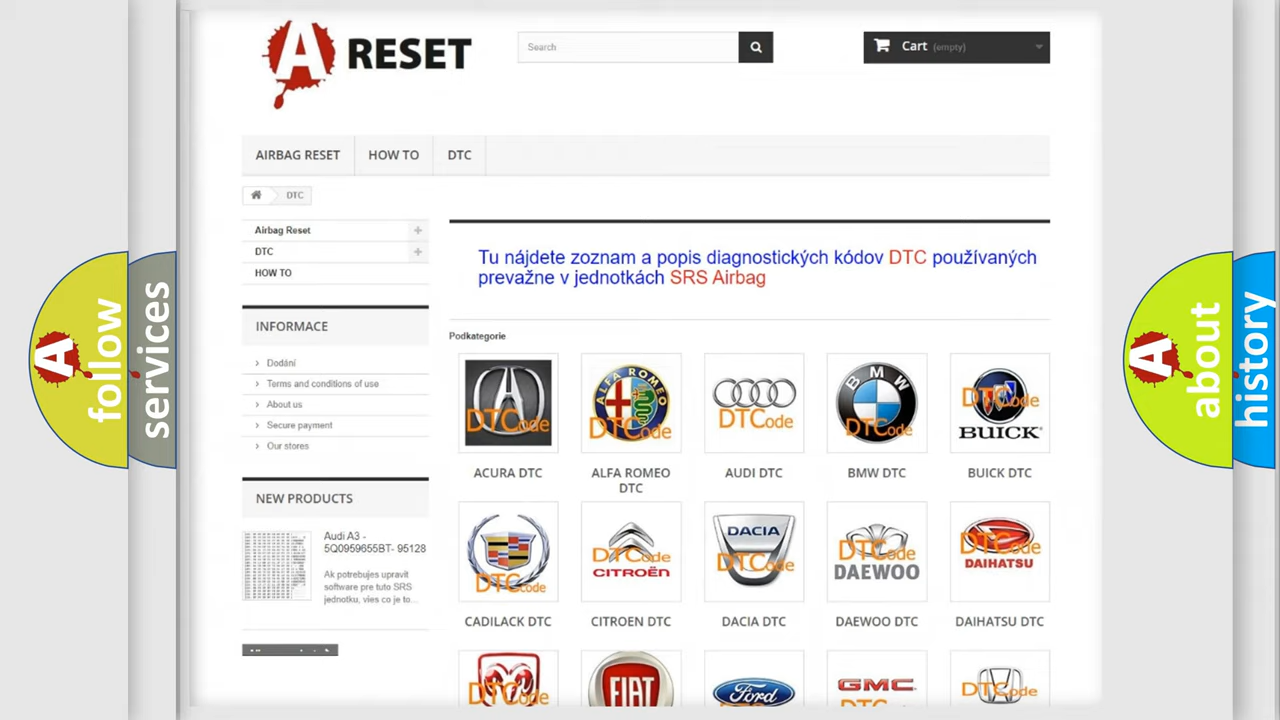 A RESET
Search
Cart (empty)
AIRBAG RESET
HOW TO
DTC
DTC
Airbag Reset
DTC
HOW TO
Tu nájdete zoznam a popis diagnostických kódov DTC používaných
prevažne v jednotkách SRS Airbag
INFORMACE
Dodání
Terms and conditions of use
About us
Secure payment
Our stores
NEW PRODUCTS
Audi A3 -
5Q0959655BT- 95128
Ak potrebujes upravit
software pre tuto SRS
jednotku, vies co je to...
Podkategorie
DTCode
ALFA ROMEO
DTCode
DTCode
BMW
DTCode
DTCode
BUICK
ACURA DTC
ALFA ROMEO
DTC
AUDI DTC
BMW DTC
BUICK DTC
DTCode
DTCode
CITROËN
DACIA
DTCode
DTCode
DAEWOO
DTCode
DAIHATSU
CADILACK DTC
CITROEN DTC
DACIA DTC
DAEWOO DTC
DAIHATSU DTC
DTCode
FIAT
Ford
DTCode
GMC
DTCode
A follow
services
A about
history